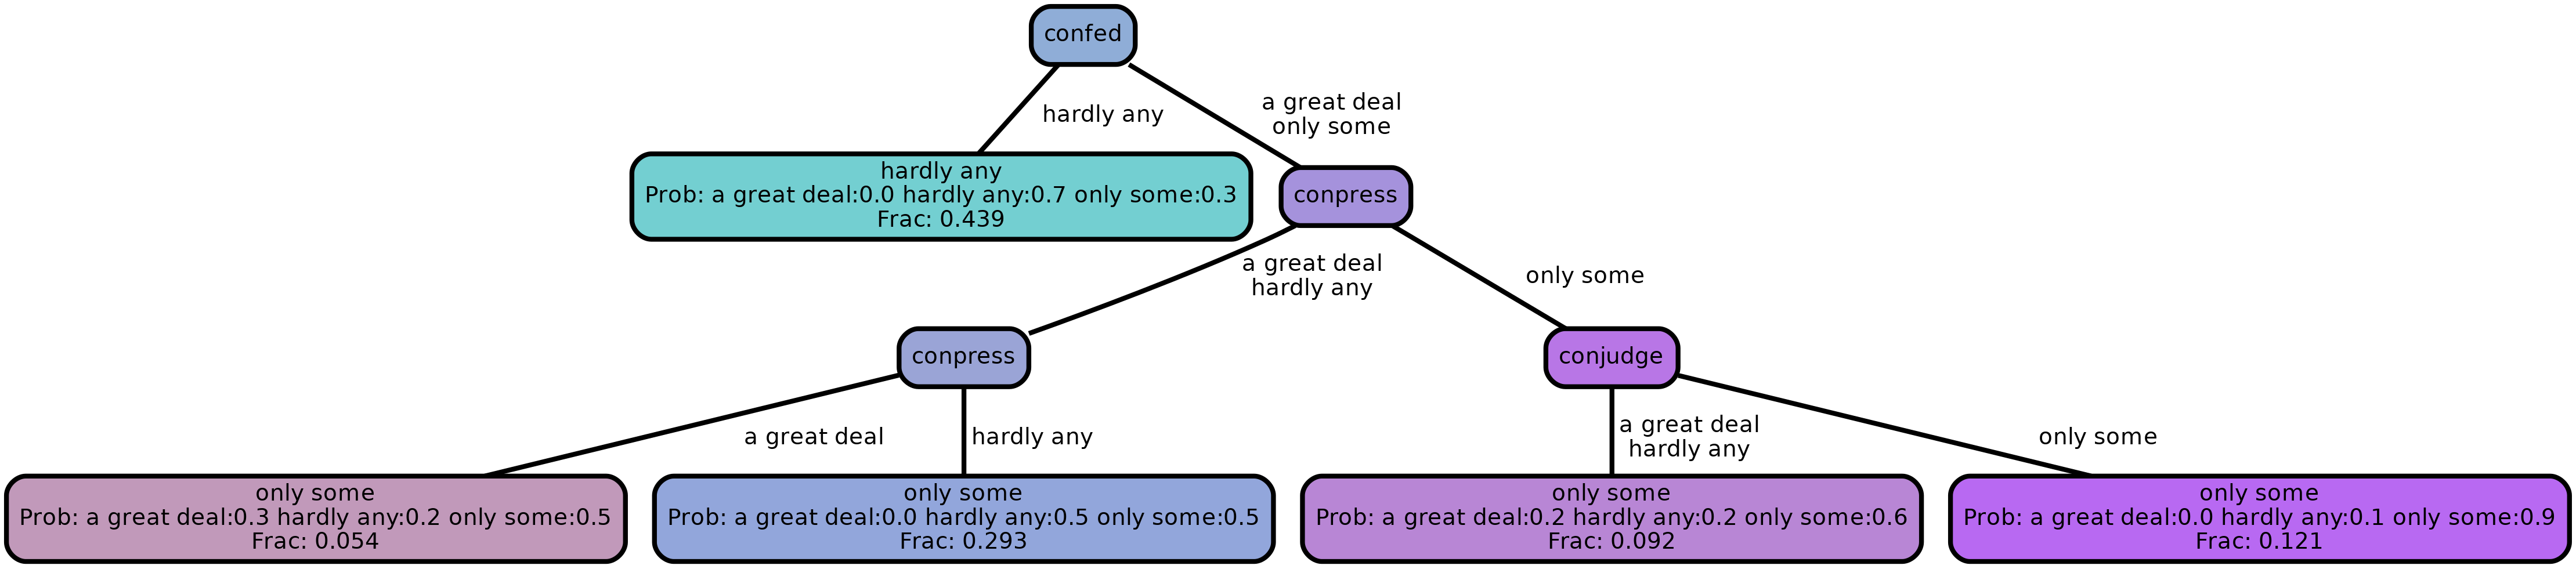 confed
hardly any
a great deal
only some
hardly any
Prob: a great deal:0.0 hardly any:0.7 only some:0.3
Frac: 0.439
conpress
a great deal
hardly any
only some
conpress
conjudge
a great deal
hardly any
a great deal
hardly any
only some
only some
Prob: a great deal:0.3 hardly any:0.2 only some:0.5
Frac: 0.054
only some
Prob: a great deal:0.0 hardly any:0.5 only some:0.5
Frac: 0.293
only some
Prob: a great deal:0.2 hardly any:0.2 only some:0.6
Frac: 0.092
only some
Prob: a great deal:0.0 hardly any:0.1 only some:0.9
Frac: 0.121